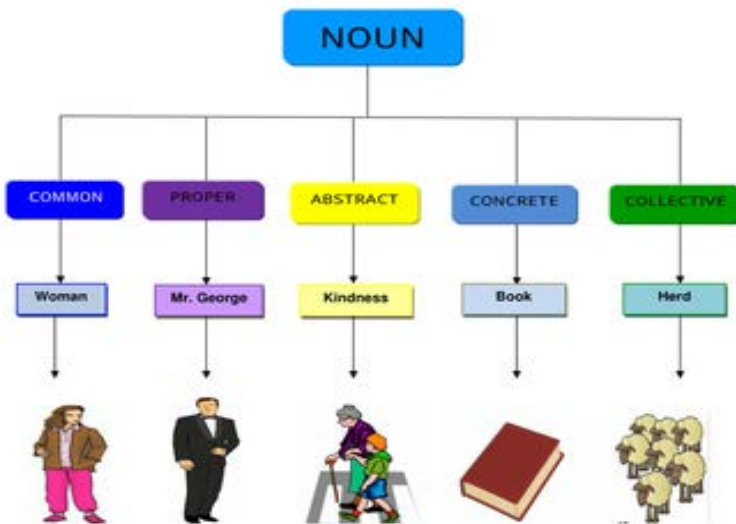 NOUN
COMMON
PROPER
ABSTRACT
CONCRETE
COLLECTIVE
Woman
Mr. George
Kindness
Book
Herd